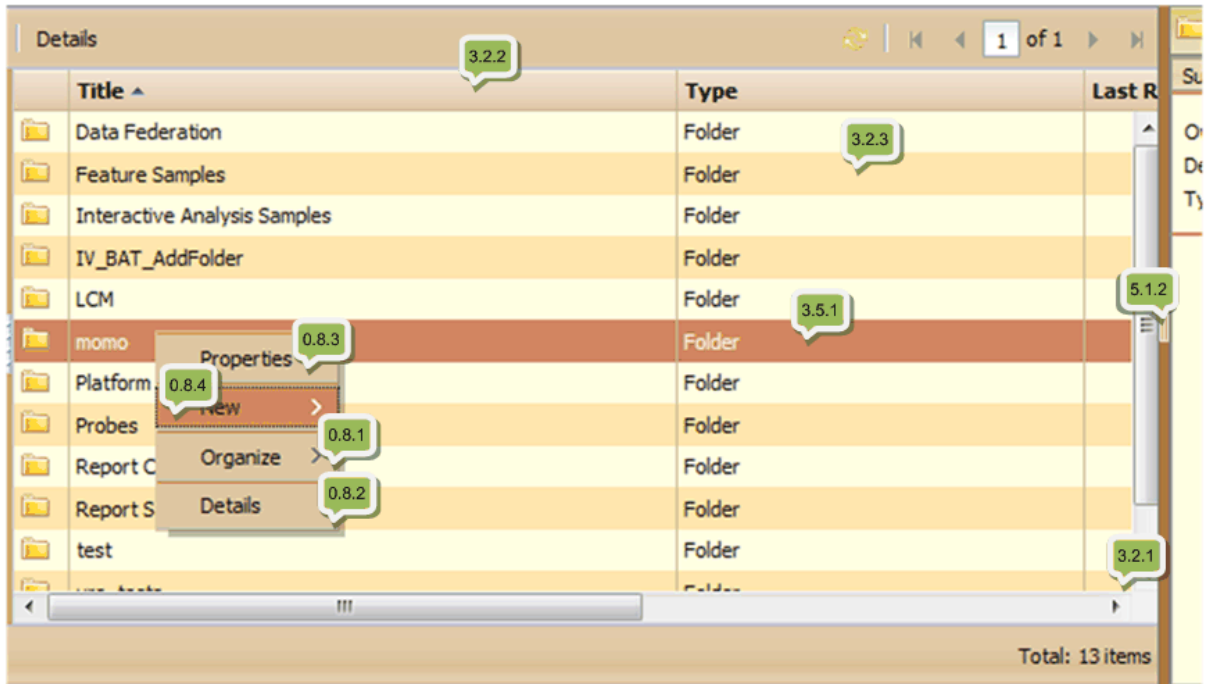 Details 3.2.2 1 of 1
Title Type Last R Su
Data Federation Folder 3.2.3
Feature Samples Folder De
Interactive Analysis Samples Folder
IV_BAT_AddFolder Folder
LCM Folder 3.5.1 5.1.2
momo Folder
Properties 0.8.3
Platform Folder
0.8.4 New
Probes Folder
0.8.1
Report C Organize Folder
0.8.2
Report S Details Folder
test Folder 3.2.1
Total: 13 items